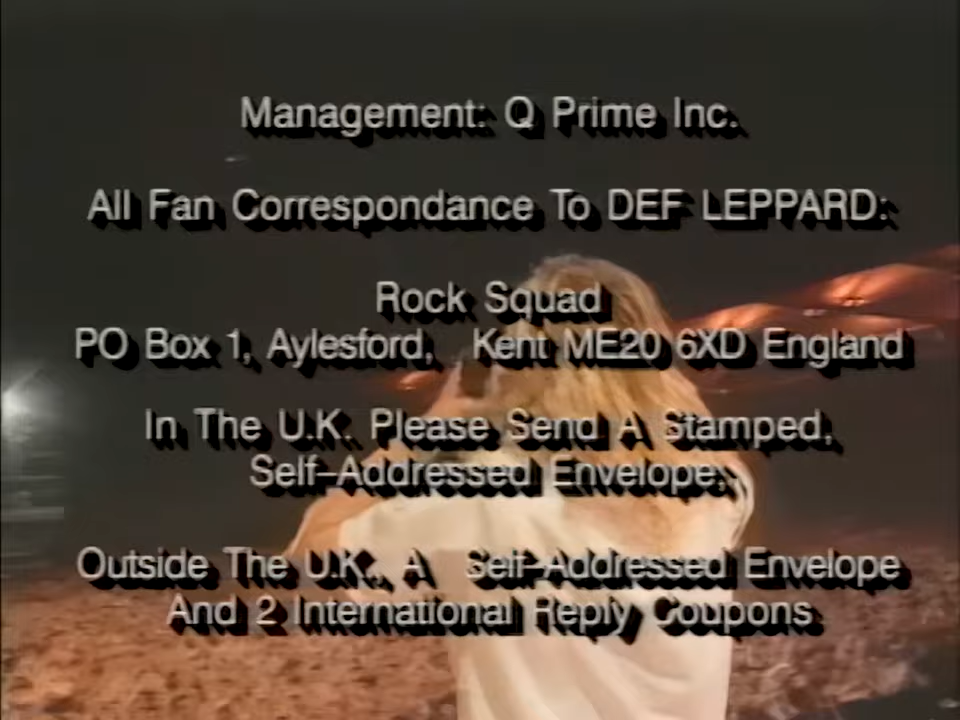 Management: Q Prime Inc.
All Fan Correspondance To DEF LEPPARD:
Rock Squad
PO Box 1, Aylesford, Kent ME20 6XD England
In The U.K. Please Send A Stamped,
Self-Addressed Envelope,
Outside The U.K., A Self-Addressed Envelope
And 2 International Reply Coupons